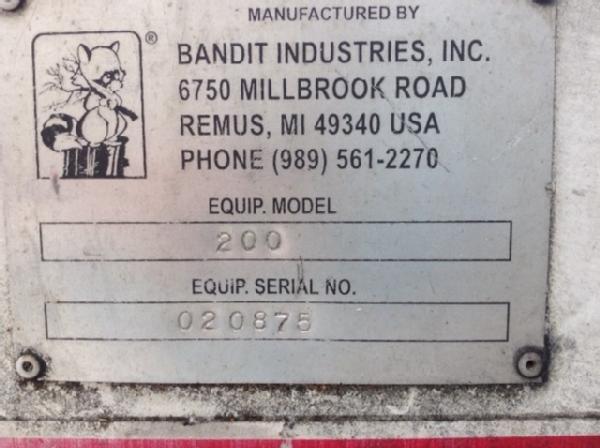 MANUFACTURED BY
®
BANDIT INDUSTRIES, INC.
6750 MILLBROOK ROAD
REMUS, MI 49340 USA
PHONE (989) 561-2270
EQUIP. MODEL
200
EQUIP. SERIAL NO.
020875